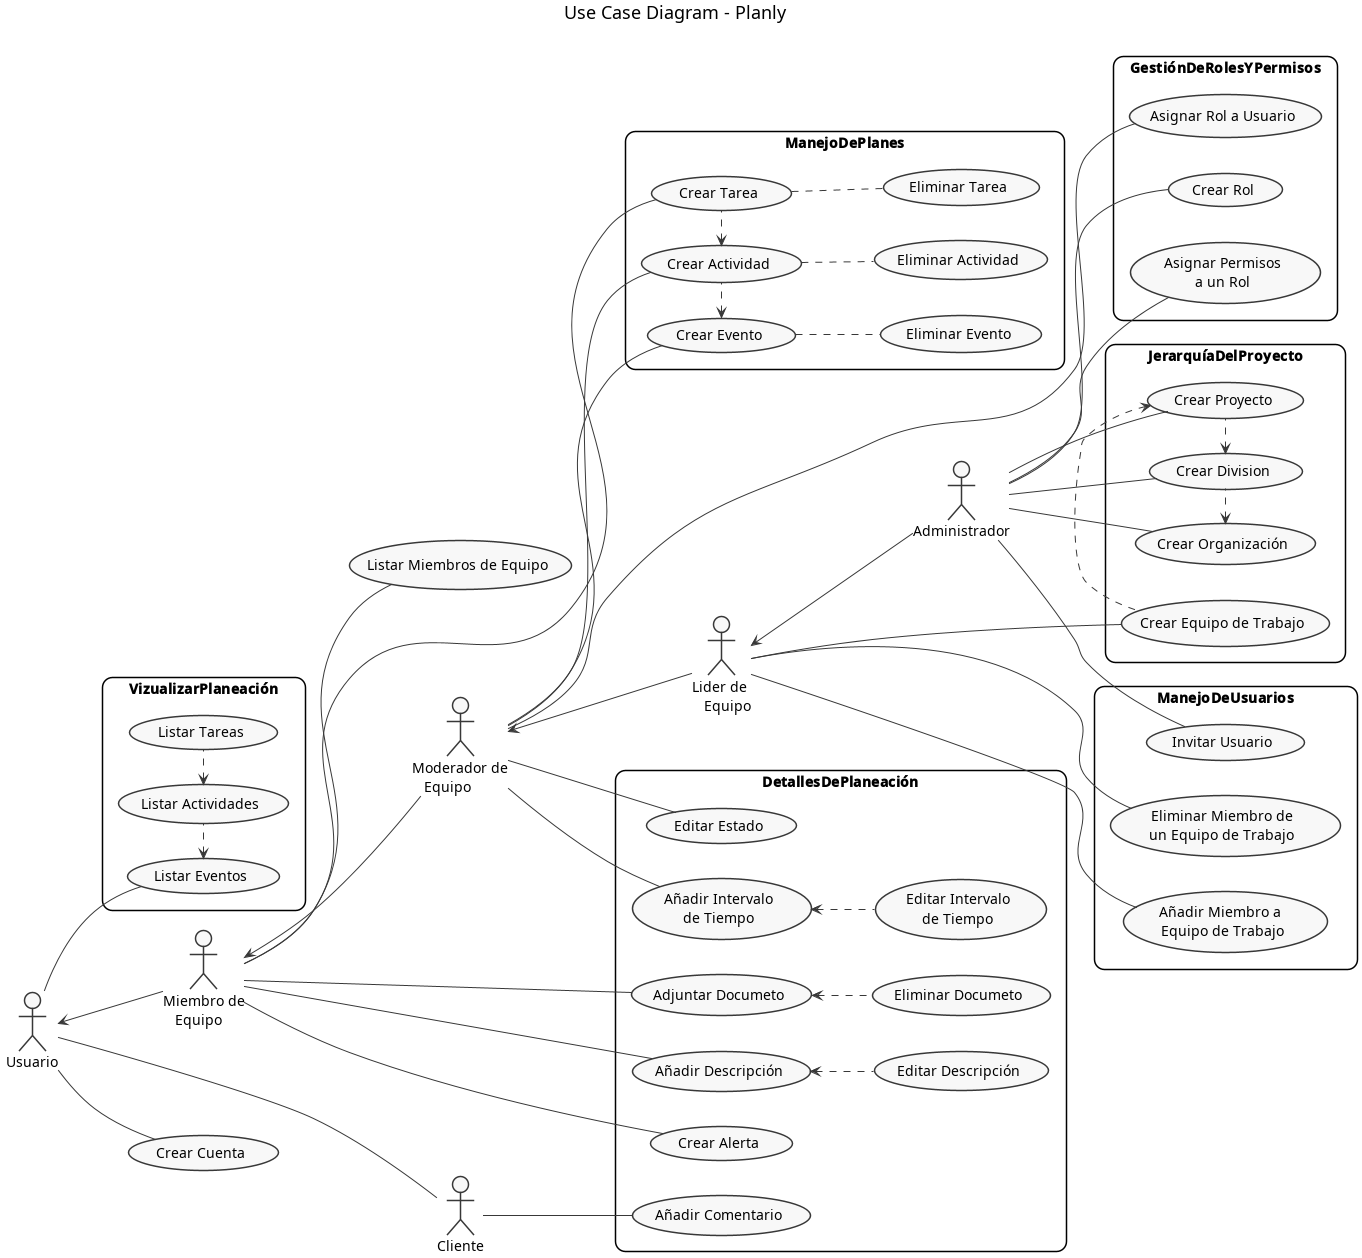 Use Case Diagram - Planly
GestiónDeRolesYPermisos
Asignar Rol a Usuario
Crear Rol
Asignar Permisos
a un Rol
ManejoDePlanes
Crear Tarea
Eliminar Tarea
Crear Actividad
Eliminar Actividad
Crear Evento
Eliminar Evento
JerarquíaDelProyecto
Crear Proyecto
Crear Division
Crear Organización
Crear Equipo de Trabajo
Administrador
Listar Miembros de Equipo
Lider de
Equipo
VizualizarPlaneación
Listar Tareas
Listar Actividades
Listar Eventos
Moderador de
Equipo
ManejoDeUsuarios
Invitar Usuario
Eliminar Miembro de
un Equipo de Trabajo
Añadir Miembro a
Equipo de Trabajo
DetallesDePlaneación
Editar Estado
Añadir Intervalo
de Tiempo
Editar Intervalo
de Tiempo
Adjuntar Documeto
Eliminar Documeto
Añadir Descripción
Editar Descripción
Crear Alerta
Añadir Comentario
Miembro de
Equipo
Usuario
Crear Cuenta
Cliente